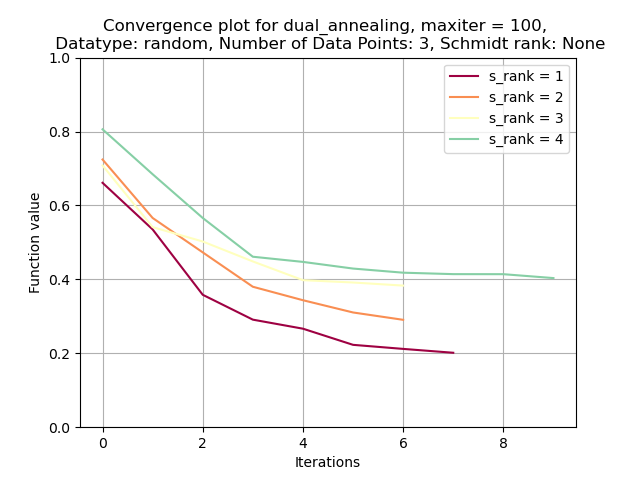 Convergence plot for dual_annealing, maxiter = 100,
Datatype: random, Number of Data Points: 3, Schmidt rank: None
s_rank = 1
s_rank = 2
s_rank = 3
s_rank = 4
Function value
1.0
0.8
0.6
0.4
0.2
0.0
0 2 4 6 8
Iterations